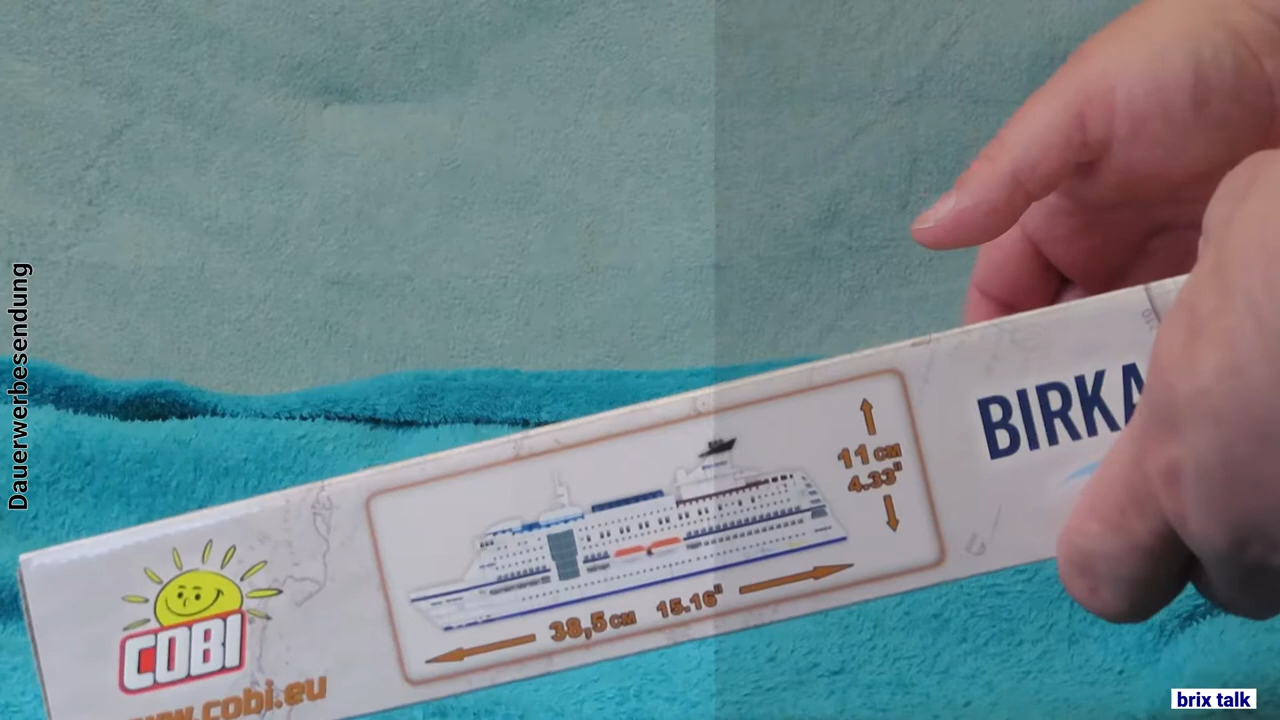 Dauerwerbesendung
BIRKA
11 CM
4.33"
38,5 CM 15.16"
COBI
www.cobi.eu
brix talk